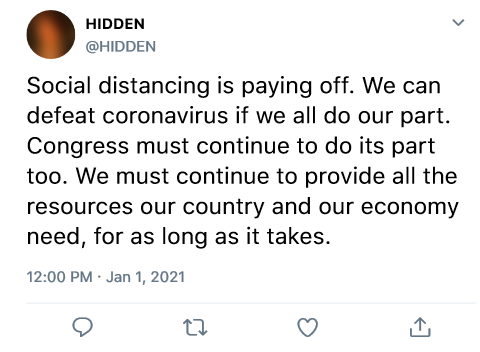 HIDDEN
@HIDDEN
Social distancing is paying off. We can
defeat coronavirus if we all do our part.
Congress must continue to do its part
too. We must continue to provide all the
resources our country and our economy
need, for as long as it takes.
12:00 PM · Jan 1, 2021